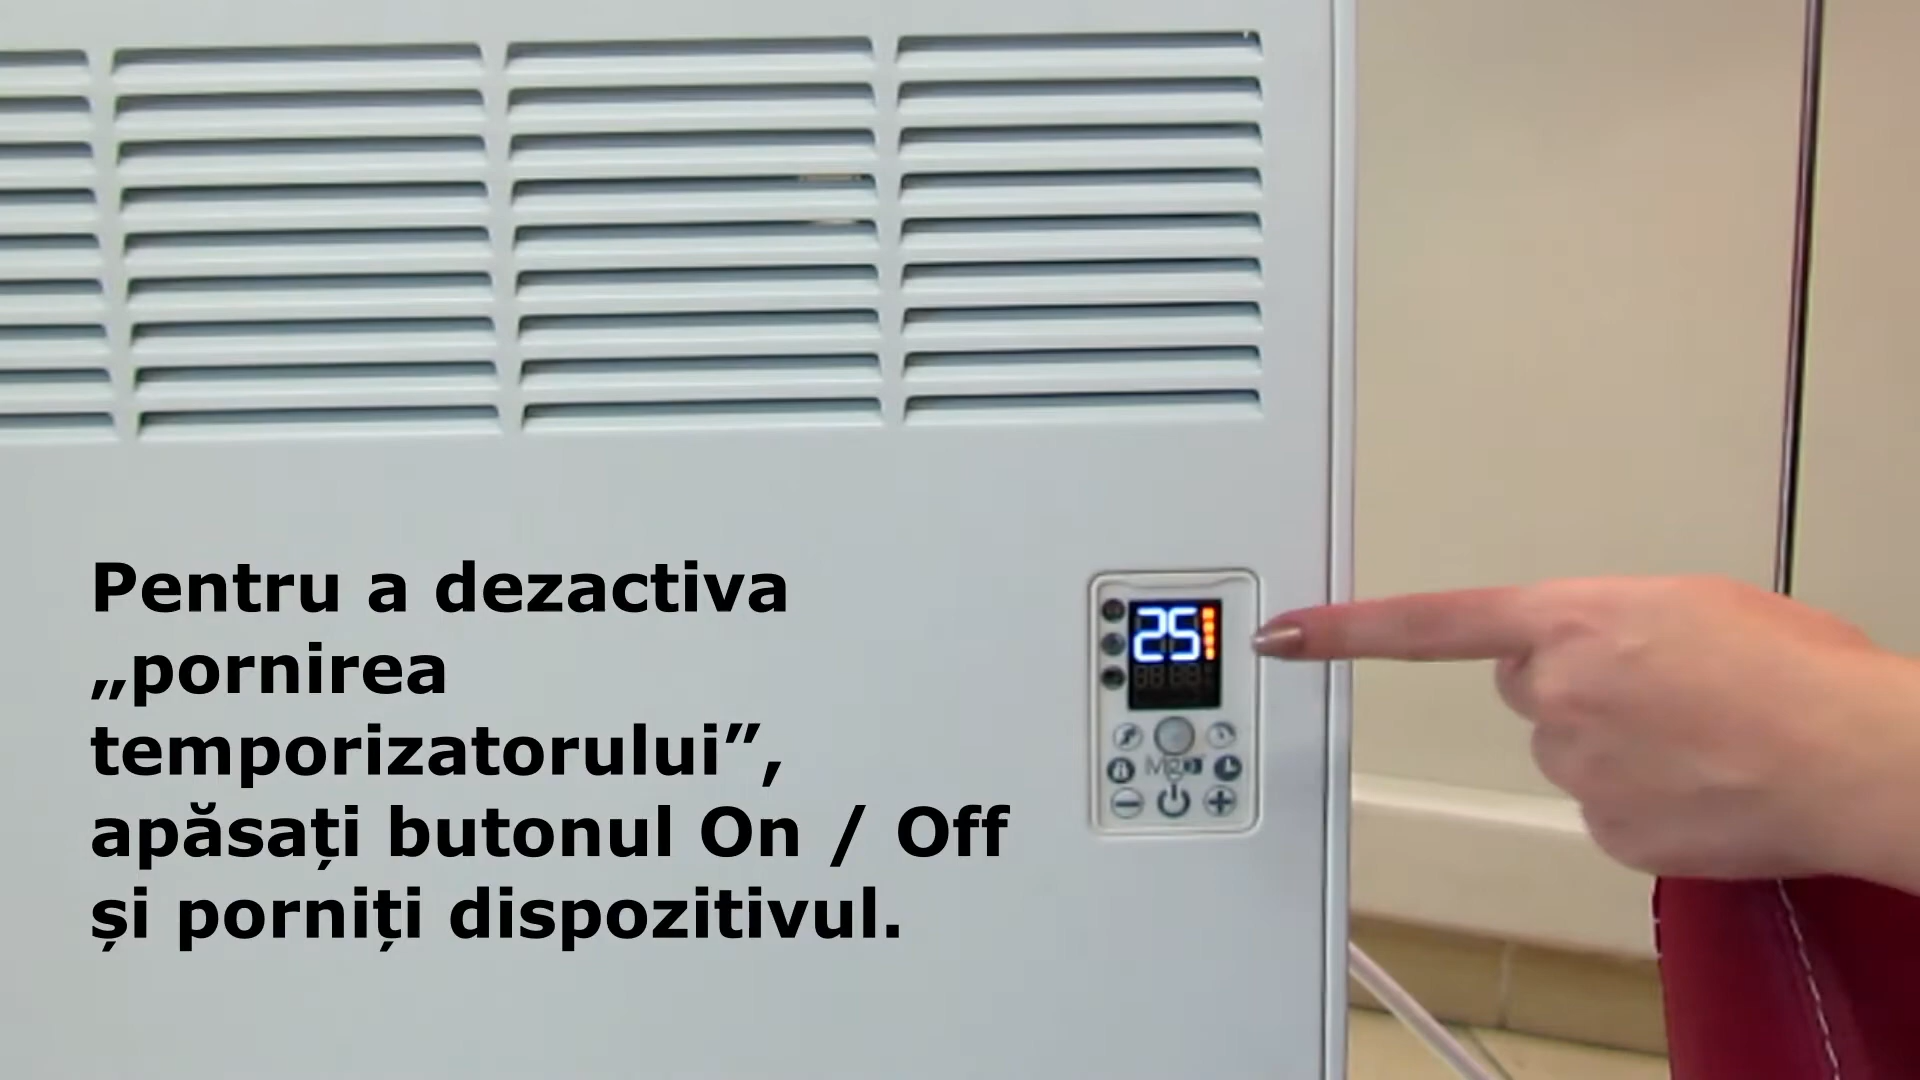 Pentru a dezactiva
„pornirea
temporizatorului”,
apăsați butonul On / Off
și porniți dispozitivul.
25